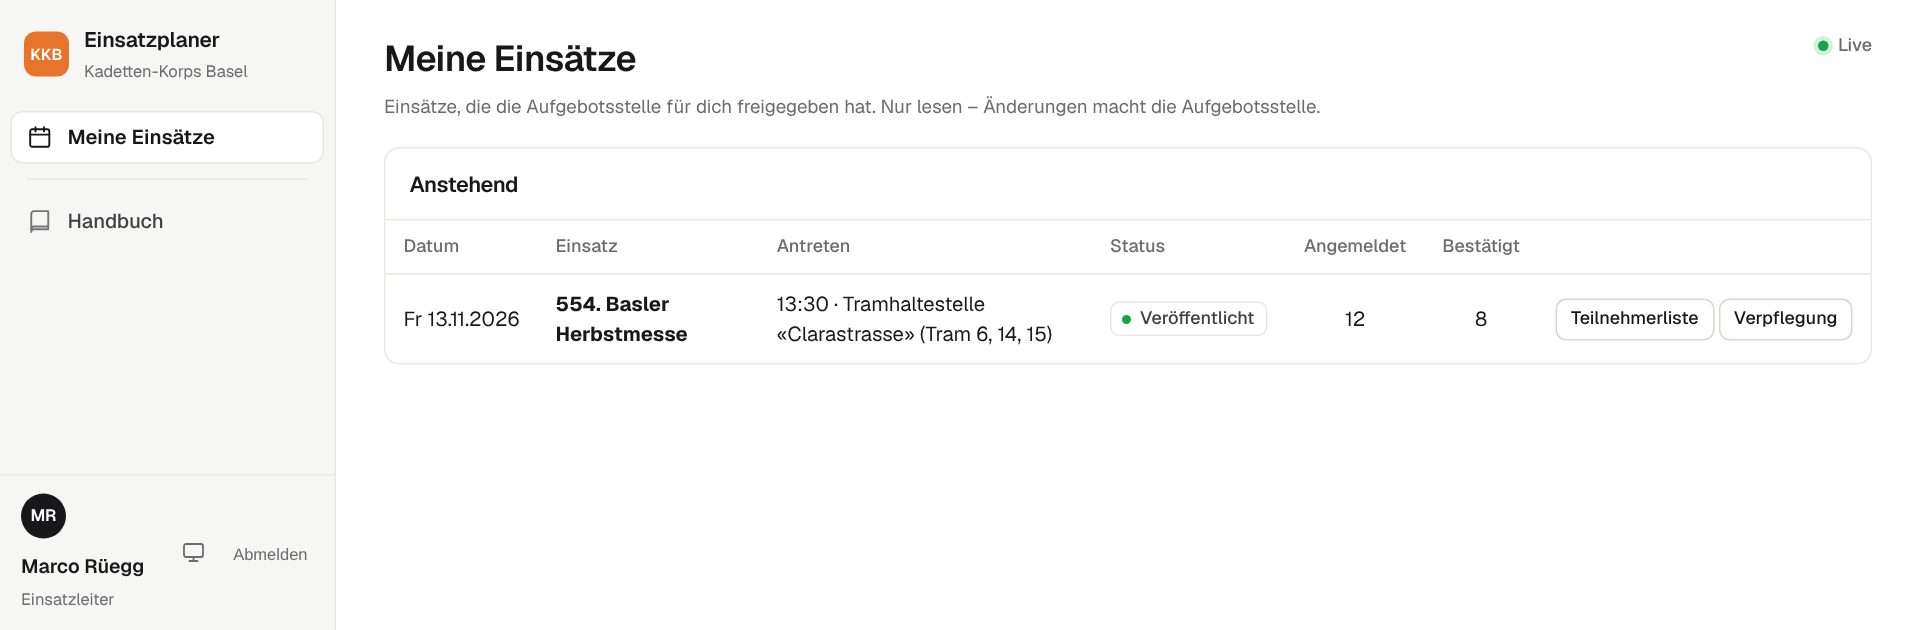 KKB
Einsatzplaner
Kadetten-Korps Basel
Meine Einsätze
Handbuch
MR
Marco Rüegg
Einsatzleiter
Abmelden
Meine Einsätze
Live
Einsätze, die die Aufgebotsstelle für dich freigegeben hat. Nur lesen – Änderungen macht die Aufgebotsstelle.
Anstehend
Datum Einsatz Antreten Status Angemeldet Bestätigt
Fr 13.11.2026
554. Basler
Herbstmesse
13:30 · Tramhaltestelle
«Clarastrasse» (Tram 6, 14, 15)
Veröffentlicht
12
8
Teilnehmerliste
Verpflegung